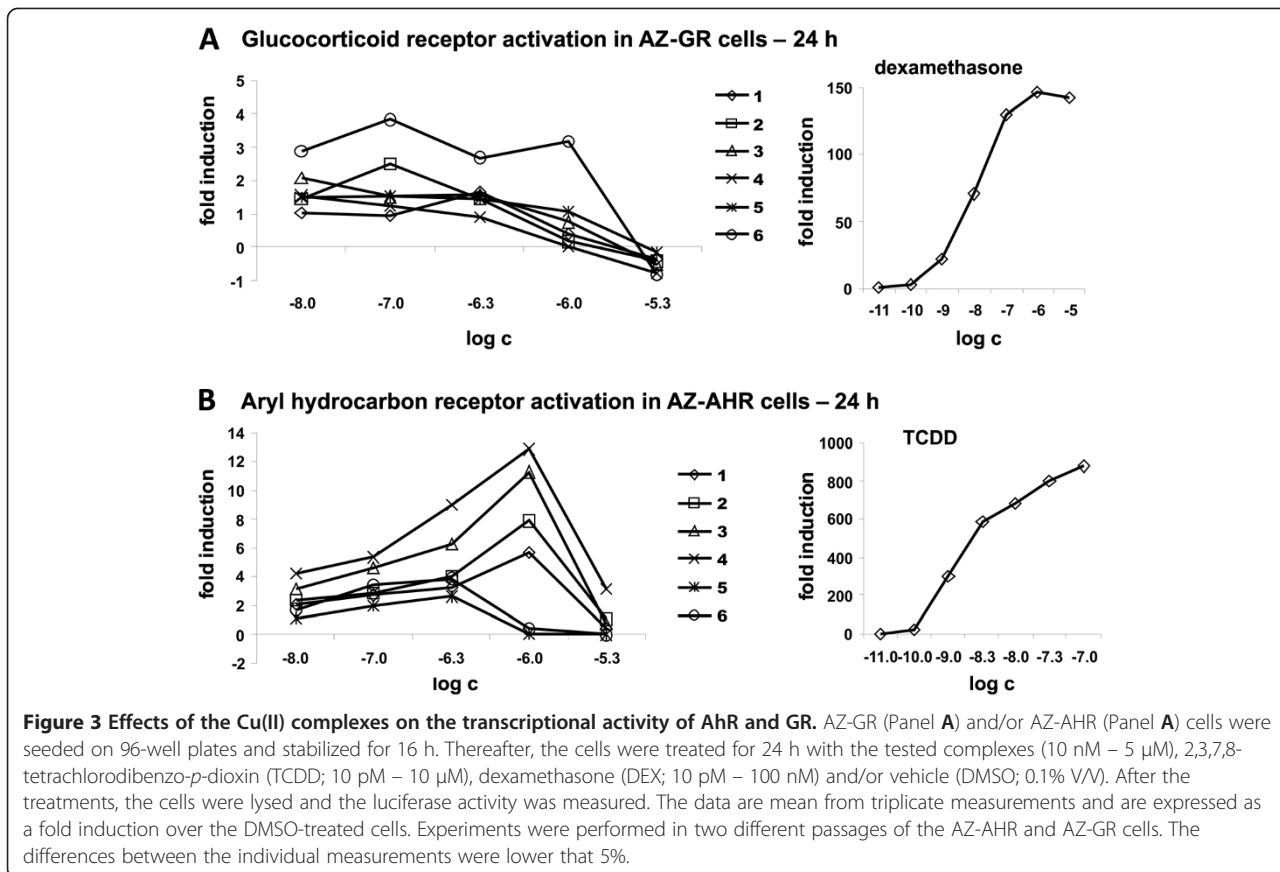 A Glucocorticoid receptor activation in AZ-GR cells – 24 h
fold induction
5
4
3
2
1
0
-1
-8.0 -7.0 -6.3 -6.0 -5.3
log c
1
2
3
4
5
6
dexamethasone
fold induction
150
100
50
0
-11 -10 -9 -8 -7 -6 -5
log c
B Aryl hydrocarbon receptor activation in AZ-AHR cells – 24 h
fold induction
14
12
10
8
6
4
2
0
-2
-8.0 -7.0 -6.3 -6.0 -5.3
log c
1
2
3
4
5
6
TCDD
fold induction
1000
800
600
400
200
0
-11.0 -10.0 -9.0 -8.3 -8.0 -7.3 -7.0
log c
Figure 3 Effects of the Cu(II) complexes on the transcriptional activity of AhR and GR. AZ-GR (Panel A) and/or AZ-AHR (Panel A) cells were
seeded on 96-well plates and stabilized for 16 h. Thereafter, the cells were treated for 24 h with the tested complexes (10 nM – 5 μM), 2,3,7,8-
tetrachlorodibenzo-p-dioxin (TCDD; 10 pM – 10 μM), dexamethasone (DEX; 10 pM – 100 nM) and/or vehicle (DMSO; 0.1% V/V). After the
treatments, the cells were lysed and the luciferase activity was measured. The data are mean from triplicate measurements and are expressed as
a fold induction over the DMSO-treated cells. Experiments were performed in two different passages of the AZ-AHR and AZ-GR cells. The
differences between the individual measurements were lower that 5%.